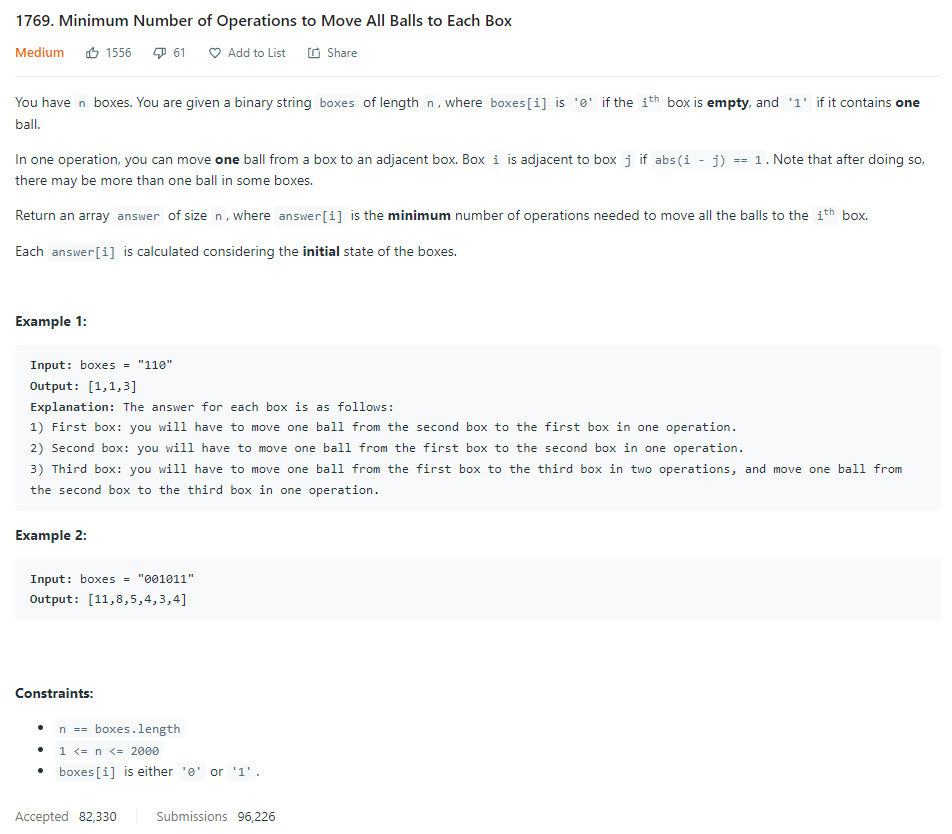 1769. Minimum Number of Operations to Move All Balls to Each Box
Medium 1556 61 Add to List Share
You have n boxes. You are given a binary string boxes of length n, where boxes[i] is '0' if the ith box is empty, and '1' if it contains one
ball.
In one operation, you can move one ball from a box to an adjacent box. Box i is adjacent to box j if abs(i - j) == 1. Note that after doing so,
there may be more than one ball in some boxes.
Return an array answer of size n, where answer[i] is the minimum number of operations needed to move all the balls to the ith box.
Each answer[i] is calculated considering the initial state of the boxes.
Example 1:
Input: boxes = "110"
Output: [1,1,3]
Explanation: The answer for each box is as follows:
1) First box: you will have to move one ball from the second box to the first box in one operation.
2) Second box: you will have to move one ball from the first box to the second box in one operation.
3) Third box: you will have to move one ball from the first box to the third box in two operations, and move one ball from
the second box to the third box in one operation.
Example 2:
Input: boxes = "001011"
Output: [11,8,5,4,3,4]
Constraints:
• n == boxes.length
• 1 <= n <= 2000
• boxes[i] is either '0' or '1'.
Accepted 82,330 Submissions 96,226